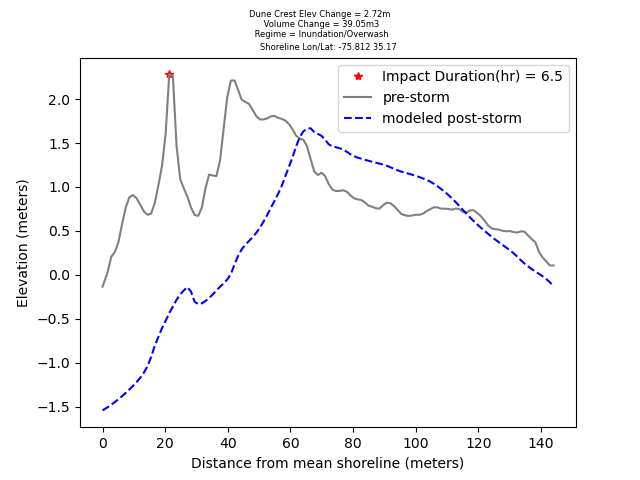 Dune Crest Elev Change = 2.72m
Volume Change = 39.05m3
Regime = Inundation/Overwash
Shoreline Lon/Lat: -75.812 35.17
Impact Duration(hr) = 6.5
pre-storm
modeled post-storm
Elevation (meters)
2.0
1.5
1.0
0.5
0.0
−0.5
−1.0
−1.5
0 20 40 60 80 100 120 140
Distance from mean shoreline (meters)